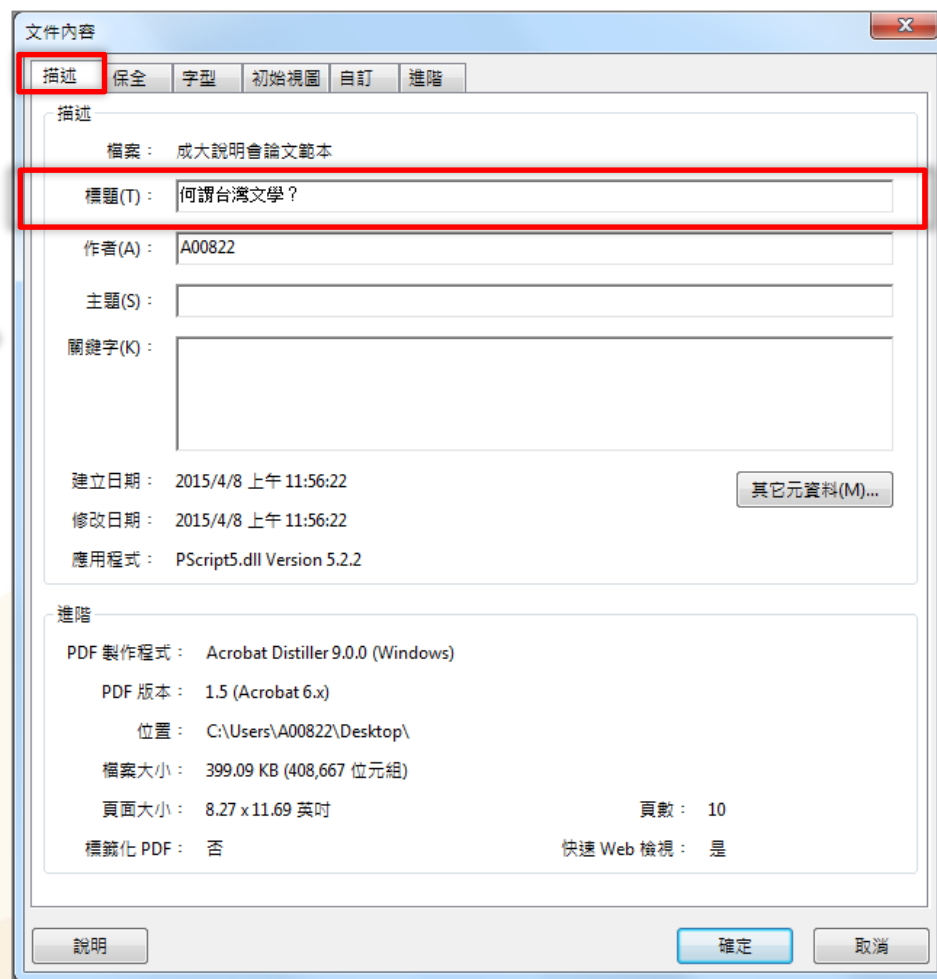 文件內容
描述 保全 字型 初始視圖 自訂 進階
描述
檔案： 成大說明會論文範本
標題(T)： 何謂台灣文學？
作者(A)： A00822
主題(S)：
關鍵字(K)：
建立日期： 2015/4/8 上午 11:56:22
其它元資料(M)...
修改日期： 2015/4/8 上午 11:56:22
應用程式： PScript5.dll Version 5.2.2
進階
PDF 製作程式： Acrobat Distiller 9.0.0 (Windows)
PDF 版本： 1.5 (Acrobat 6.x)
位置： C:\Users\A00822\Desktop\
檔案大小： 399.09 KB (408,667 位元組)
頁面大小： 8.27 x 11.69 英吋 頁數： 10
標籤化 PDF： 否 快速 Web 檢視： 是
說明 確定 取消